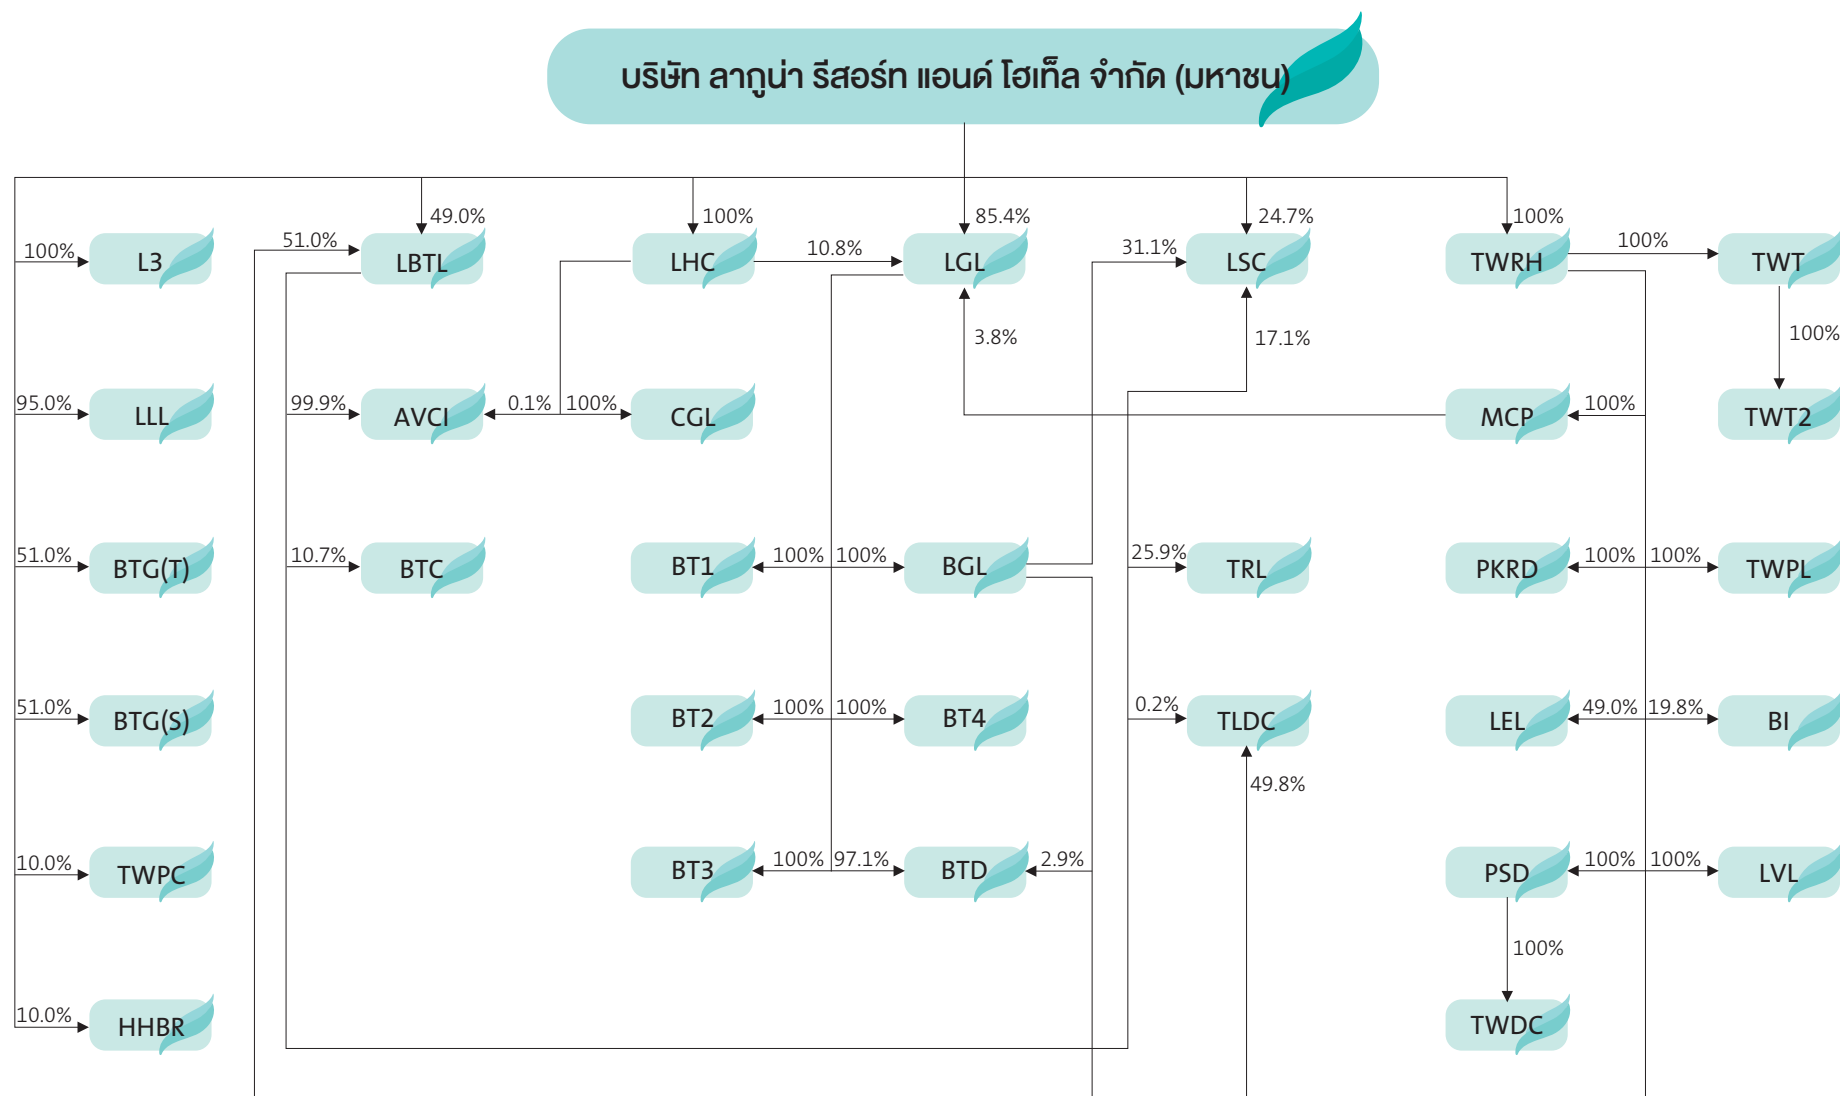 บริษัท ลากูน่า รีสอร์ท แอนด์ โฮเท็ล จำกัด (มหาชน)
49.0% 100% 85.4% 24.7% 100%
100% L3 51.0% LBTL LHC 10.8% LGL 31.1% LSC TWRH 100% TWT
3.8% 17.1% 100%
95.0% LLL 99.9% AVCI 0.1% 100% CGL MCP 100% TWT2
51.0% BTG(T) 10.7% BTC BT1 100% 100% BGL 25.9% TRL PKRD 100% 100% TWPL
51.0% BTG(S) BT2 100% 100% BT4 0.2% TLDC LEL 49.0% 19.8% BI
49.8%
10.0% TWPC BT3 100% 97.1% BTD 2.9% PSD 100% 100% LVL
100%
10.0% HHBR TWDC